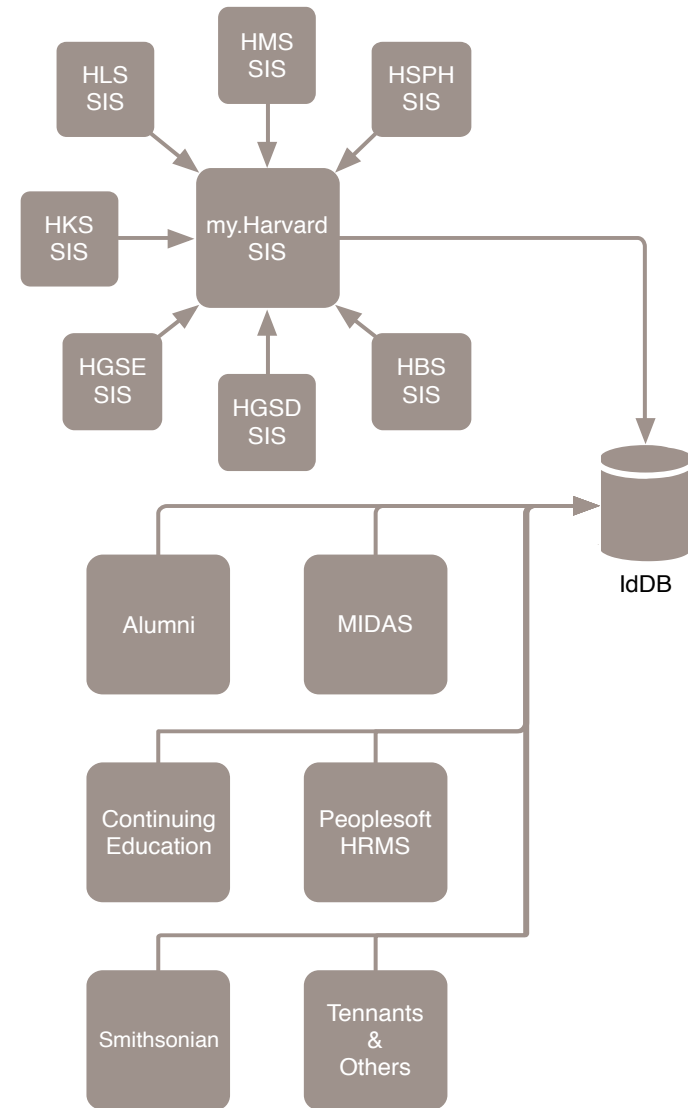 HMS
SIS
HLS
SIS
HSPH
SIS
HKS
SIS
my.Harvard
SIS
HGSE
SIS
HGSD
SIS
HBS
SIS
IdDB
Alumni
MIDAS
Continuing
Education
Peoplesoft
HRMS
Smithsonian
Tennants
&
Others